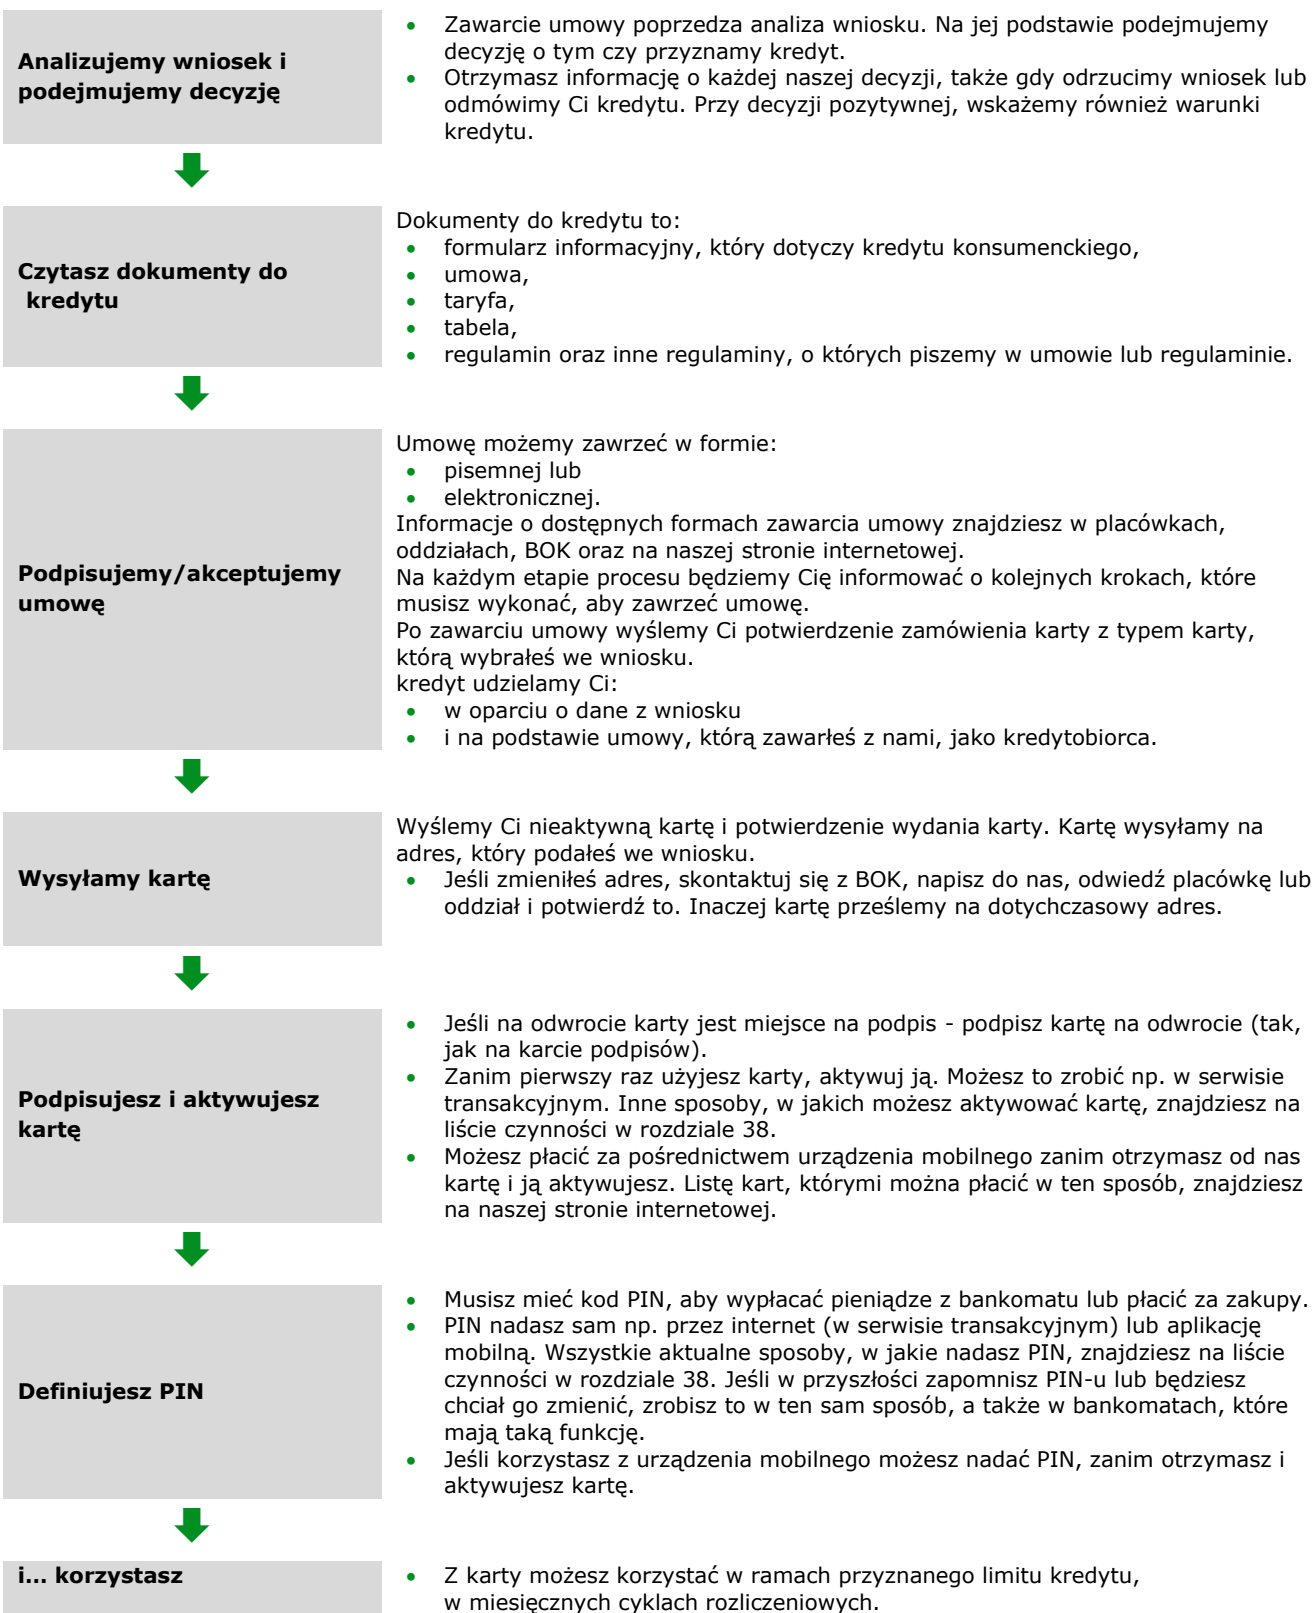 Analizujemy wniosek i
podejmujemy decyzję
• Zawarcie umowy poprzedza analiza wniosku. Na jej podstawie podejmujemy
decyzję o tym czy przyznamy kredyt.
• Otrzymasz informację o każdej naszej decyzji, także gdy odrzucimy wniosek lub
odmówimy Ci kredytu. Przy decyzji pozytywnej, wskażemy również warunki
kredytu.
Czytasz dokumenty do
kredytu
Dokumenty do kredytu to:
• formularz informacyjny, który dotyczy kredytu konsumenckiego,
• umowa,
• taryfa,
• tabela,
• regulamin oraz inne regulaminy, o których piszemy w umowie lub regulaminie.
Podpisujemy/akceptujemy
umowę
Umowę możemy zawrzeć w formie:
• pisemnej lub
• elektronicznej.
Informacje o dostępnych formach zawarcia umowy znajdziesz w placówkach,
oddziałach, BOK oraz na naszej stronie internetowej.
Na każdym etapie procesu będziemy Cię informować o kolejnych krokach, które
musisz wykonać, aby zawrzeć umowę.
Po zawarciu umowy wyślemy Ci potwierdzenie zamówienia karty z typem karty,
którą wybrałeś we wniosku.
kredyt udzielamy Ci:
• w oparciu o dane z wniosku
• i na podstawie umowy, którą zawarłeś z nami, jako kredytobiorca.
Wysyłamy kartę
Wyślemy Ci nieaktywną kartę i potwierdzenie wydania karty. Kartę wysyłamy na
adres, który podałeś we wniosku.
• Jeśli zmieniłeś adres, skontaktuj się z BOK, napisz do nas, odwiedź placówkę lub
oddział i potwierdź to. Inaczej kartę prześlemy na dotychczasowy adres.
Podpisujesz i aktywujesz
kartę
• Jeśli na odwrocie karty jest miejsce na podpis - podpisz kartę na odwrocie (tak,
jak na karcie podpisów).
• Zanim pierwszy raz użyjesz karty, aktywuj ją. Możesz to zrobić np. w serwisie
transakcyjnym. Inne sposoby, w jakich możesz aktywować kartę, znajdziesz na
liście czynności w rozdziale 38.
• Możesz płacić za pośrednictwem urządzenia mobilnego zanim otrzymasz od nas
kartę i ją aktywujesz. Listę kart, którymi można płacić w ten sposób, znajdziesz
na naszej stronie internetowej.
Definiujesz PIN
• Musisz mieć kod PIN, aby wypłacać pieniądze z bankomatu lub płacić za zakupy.
• PIN nadasz sam np. przez internet (w serwisie transakcyjnym) lub aplikację
mobilną. Wszystkie aktualne sposoby, w jakie nadasz PIN, znajdziesz na liście
czynności w rozdziale 38. Jeśli w przyszłości zapomnisz PIN-u lub będziesz
chciał go zmienić, zrobisz to w ten sam sposób, a także w bankomatach, które
mają taką funkcję.
• Jeśli korzystasz z urządzenia mobilnego możesz nadać PIN, zanim otrzymasz i
aktywujesz kartę.
i... korzystasz
• Z karty możesz korzystać w ramach przyznanego limitu kredytu,
w miesięcznych cyklach rozliczeniowych.